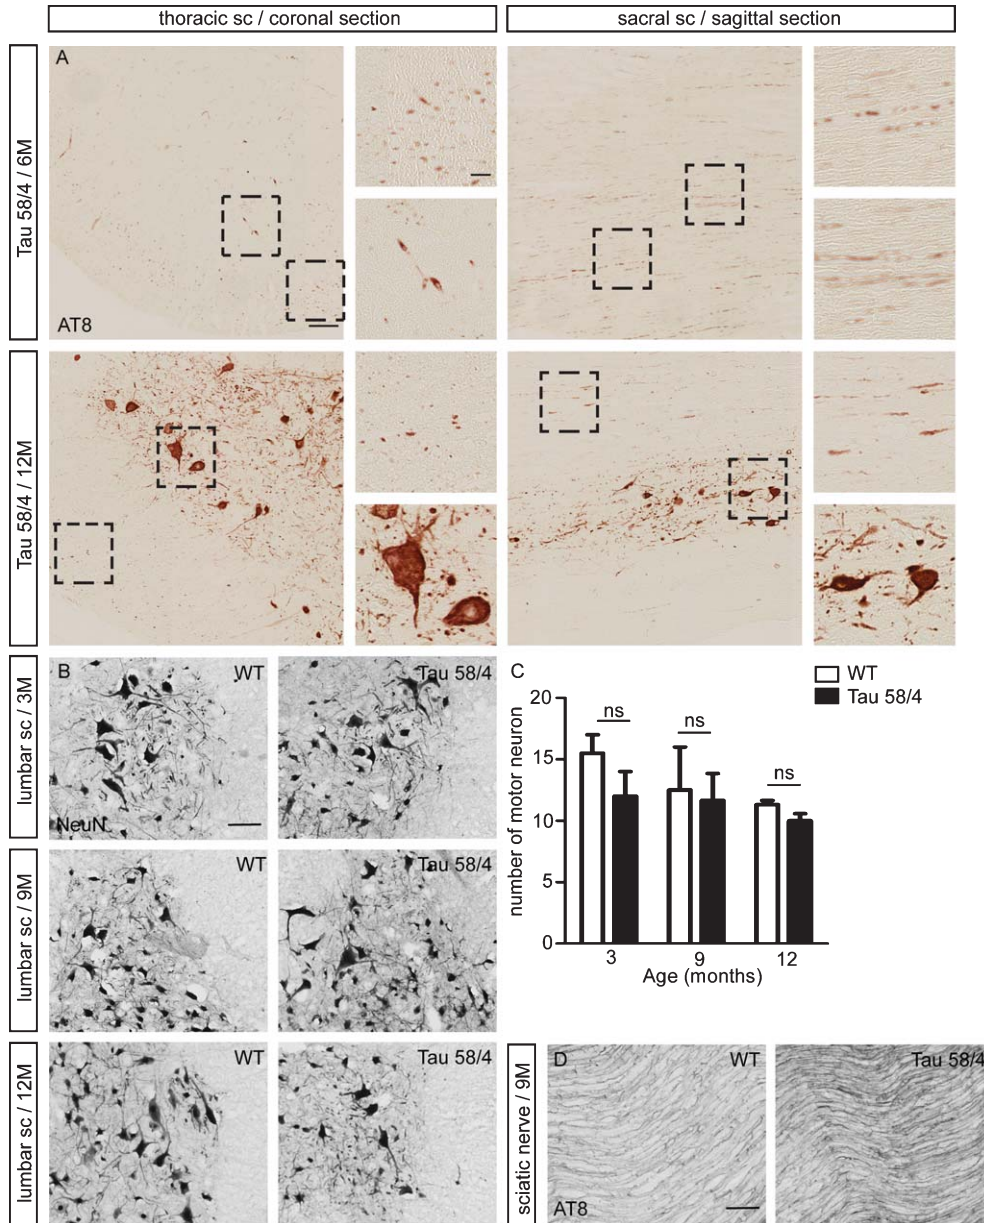 thoracic sc / coronal section
sacral sc / sagittal section
Tau 58/4 / 6M
A
AT8
Tau 58/4 / 12M
lumbar sc / 3M
B
WT
NeuN
Tau 58/4
lumbar sc / 9M
WT
Tau 58/4
lumbar sc / 12M
WT
Tau 58/4
C
WT
Tau 58/4
number of motor neuron
20
15
10
5
0
ns
ns
ns
3
9
12
Age (months)
sciatic nerve / 9M
D
WT
AT8
Tau 58/4